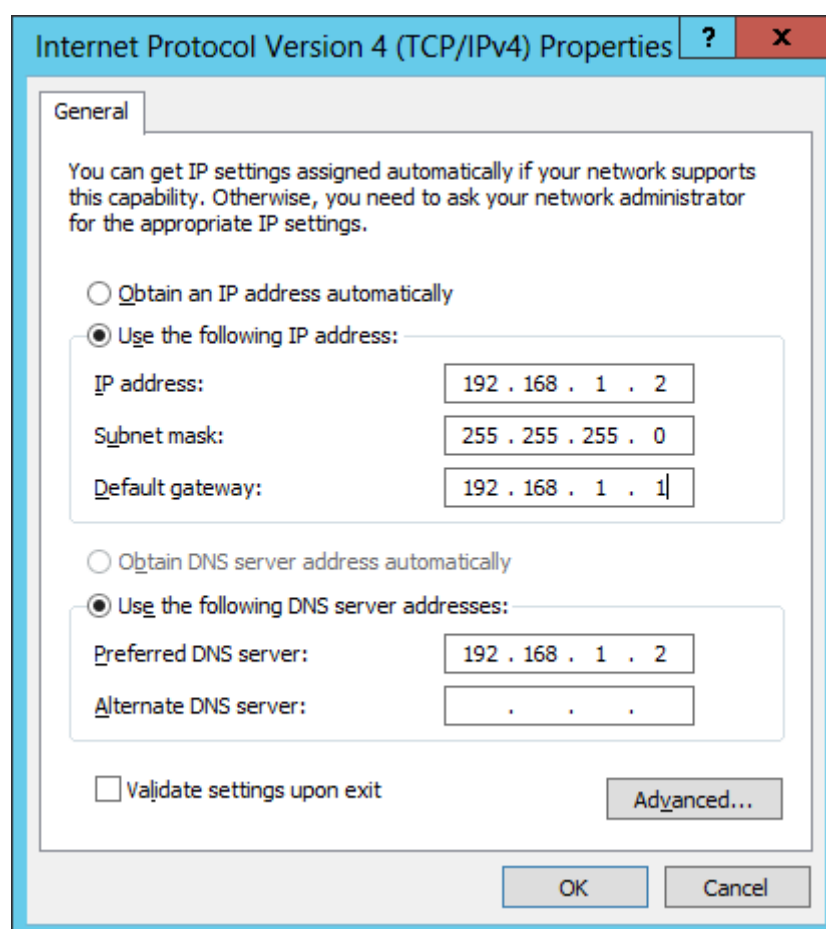 Internet Protocol Version 4 (TCP/IPv4) Properties ? x
General
You can get IP settings assigned automatically if your network supports
this capability. Otherwise, you need to ask your network administrator
for the appropriate IP settings.
Obtain an IP address automatically
Use the following IP address:
IP address: 192 . 168 . 1 . 2
Subnet mask: 255 . 255 . 255 . 0
Default gateway: 192 . 168 . 1 . 1
Obtain DNS server address automatically
Use the following DNS server addresses:
Preferred DNS server: 192 . 168 . 1 . 2
Alternate DNS server: . . .
Validate settings upon exit
Advanced...
OK Cancel